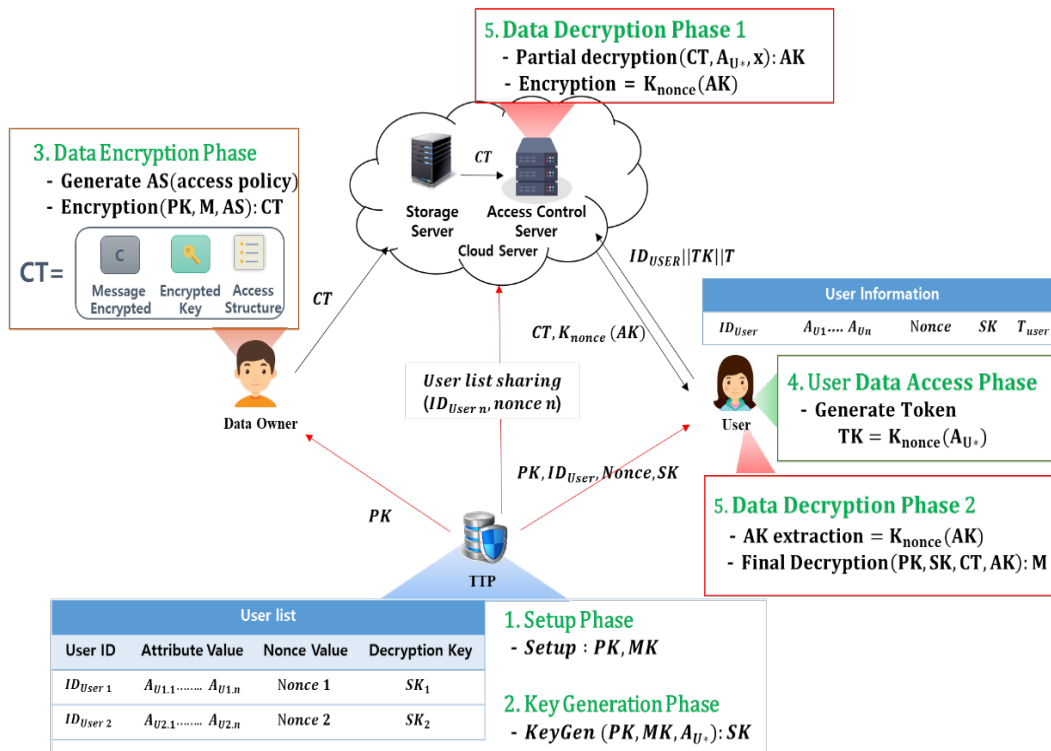 5. Data Decryption Phase 1
- Partial decryption(CT, A_U*, x): AK
- Encryption = K_nonce(AK)
3. Data Encryption Phase
- Generate AS(access policy)
- Encryption(PK, M, AS): CT
CT=
C
Message Encrypted
Encrypted Key
Access Structure
CT
Storage Server
Access Control Server
Cloud Server
CT
ID_USER||TK||T
CT, K_nonce (AK)
User Information
ID_User A_U1.... A_Un Nonce SK T_user
Data Owner
User list sharing
(ID_User n, nonce n)
User
4. User Data Access Phase
- Generate Token
TK = K_nonce(A_U*)
PK
PK, ID_User, Nonce, SK
5. Data Decryption Phase 2
- AK extraction = K_nonce(AK)
- Final Decryption(PK, SK, CT, AK): M
TTP
User list
User ID Attribute Value Nonce Value Decryption Key
ID_User 1 A_U1.1........ A_U1.n Nonce 1 SK_1
ID_User 2 A_U2.1........ A_U2.n Nonce 2 SK_2
1. Setup Phase
- Setup : PK, MK
2. Key Generation Phase
- KeyGen (PK, MK, A_U*): SK